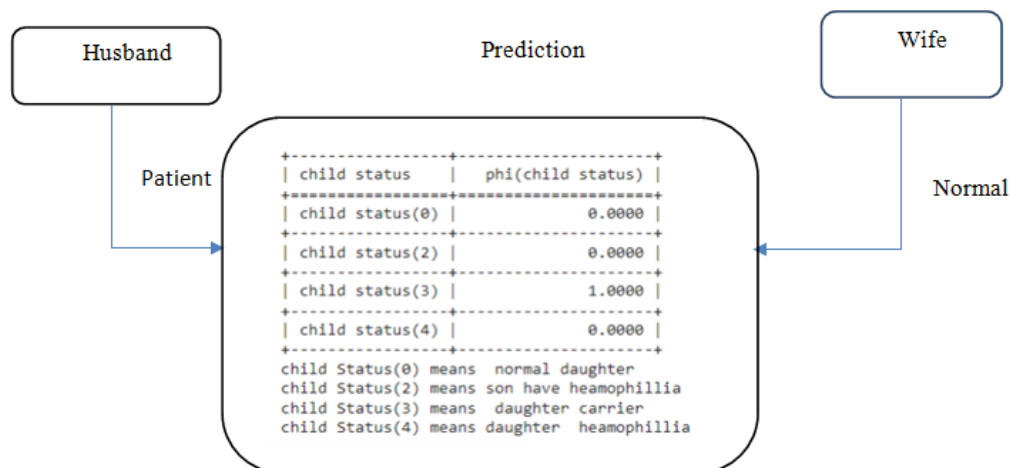 Husband
Prediction
Wife
Patient
Normal
+------------------+----------------------+
| child status     |   phi(child status) |
+==================+======================+
| child status(0) |              0.0000 |
+------------------+----------------------+
| child status(2) |              0.0000 |
+------------------+----------------------+
| child status(3) |              1.0000 |
+------------------+----------------------+
| child status(4) |              0.0000 |
+------------------+----------------------+
child Status(0) means  normal daughter
child Status(2) means son have heamophillia
child Status(3) means  daughter carrier
child Status(4) means daughter  heamophillia